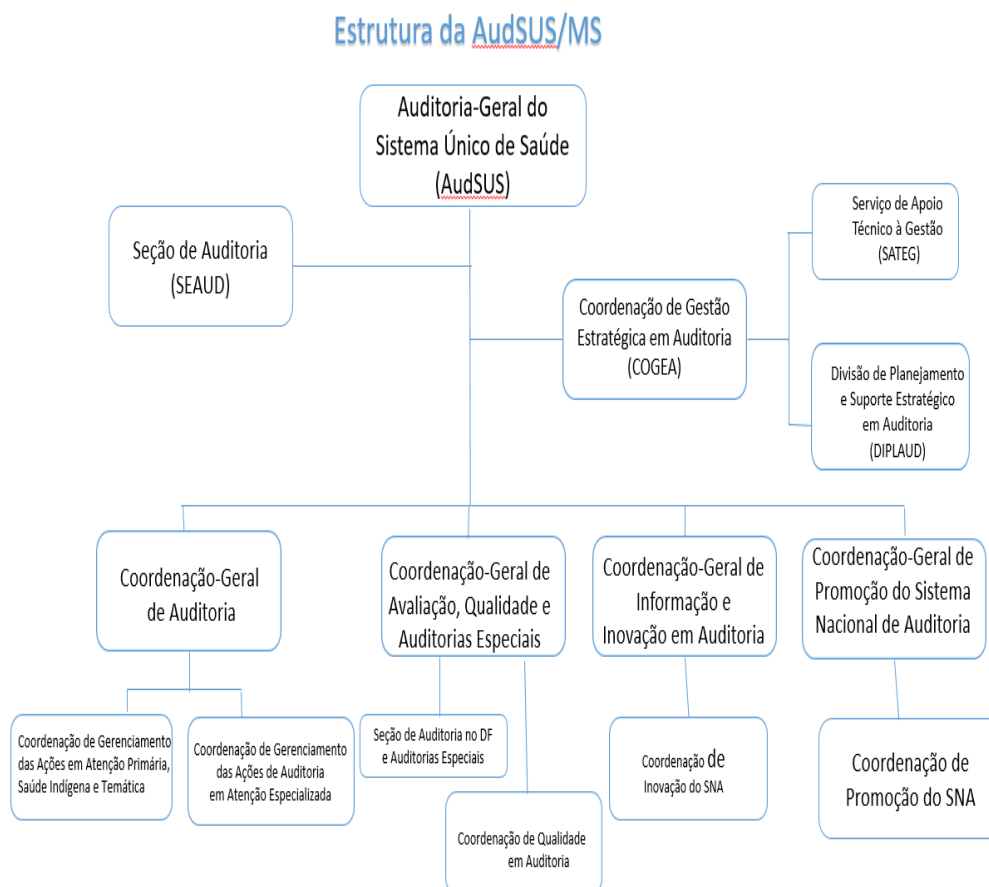 Estrutura da AudSUS/MS
Auditoria-Geral do
Sistema Único de Saúde
(AudSUS)
Seção de Auditoria
(SEAUD)
Serviço de Apoio
Técnico à Gestão
(SATEG)
Coordenação de Gestão
Estratégica em Auditoria
(COGEA)
Divisão de Planejamento
e Suporte Estratégico
em Auditoria
(DIPLAUD)
Coordenação-Geral
de Auditoria
Coordenação-Geral de
Avaliação, Qualidade e
Auditorias Especiais
Coordenação-Geral de
Informação e
Inovação em Auditoria
Coordenação-Geral de
Promoção do Sistema
Nacional de Auditoria
Coordenação de Gerenciamento
das Ações em Atenção Primária,
Saúde Indígena e Temática
Coordenação de Gerenciamento
das Ações de Auditoria
em Atenção Especializada
Seção de Auditoria no DF
e Auditorias Especiais
Coordenação de Qualidade
em Auditoria
Coordenação de
Inovação do SNA
Coordenação de
Promoção do SNA